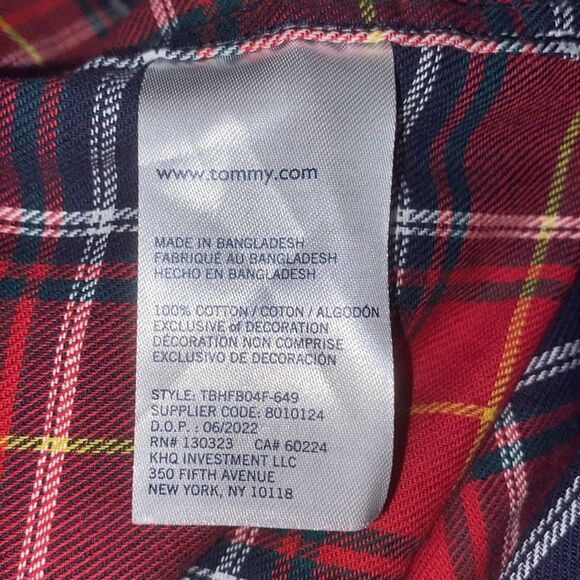 www.tommy.com
MADE IN BANGLADESH
FABRIQUÉ AU BANGLADESH
HECHO EN BANGLADESH
100% COTTON / COTON / ALGODÓN
EXCLUSIVE of DECORATION
DÉCORATION NON COMPRISE
EXCLUSIVO DE DECORACIÓN
STYLE: TBHFB04F-649
SUPPLIER CODE: 8010124
D.O.P. : 06/2022
RN# 130323 CA# 60224
KHQ INVESTMENT LLC
350 FIFTH AVENUE
NEW YORK, NY 10118